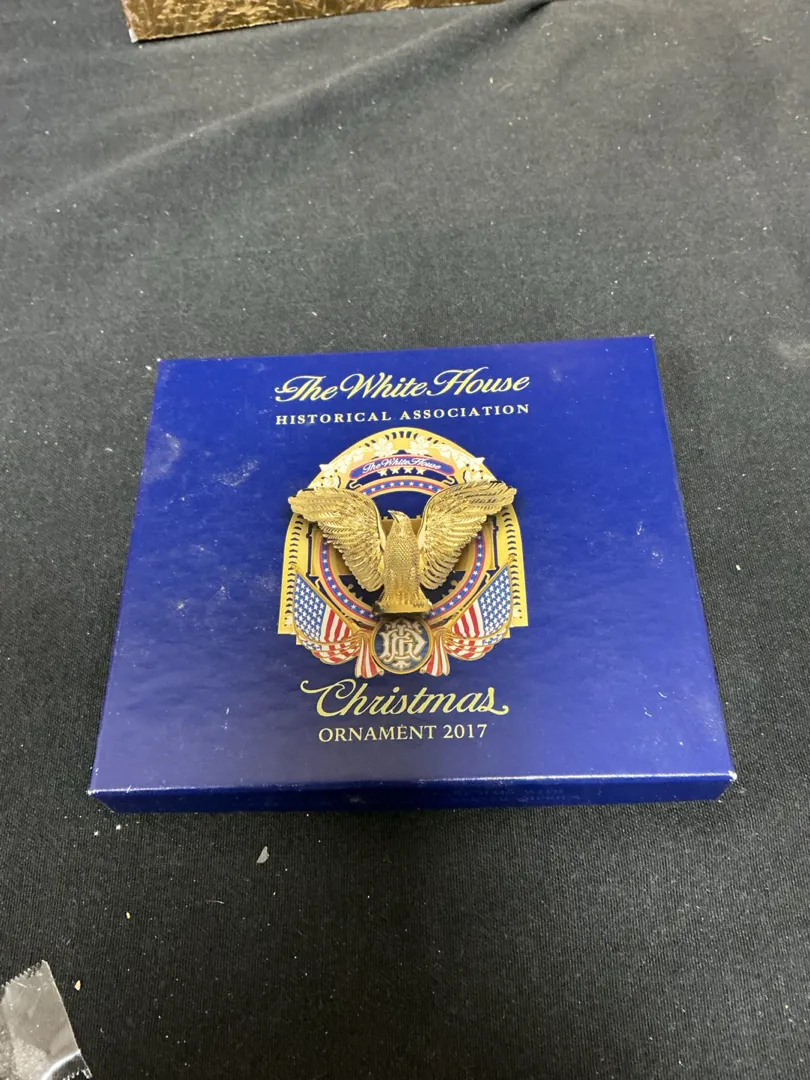 The White House
HISTORICAL ASSOCIATION
The White House
Christmas
ORNAMENT 2017